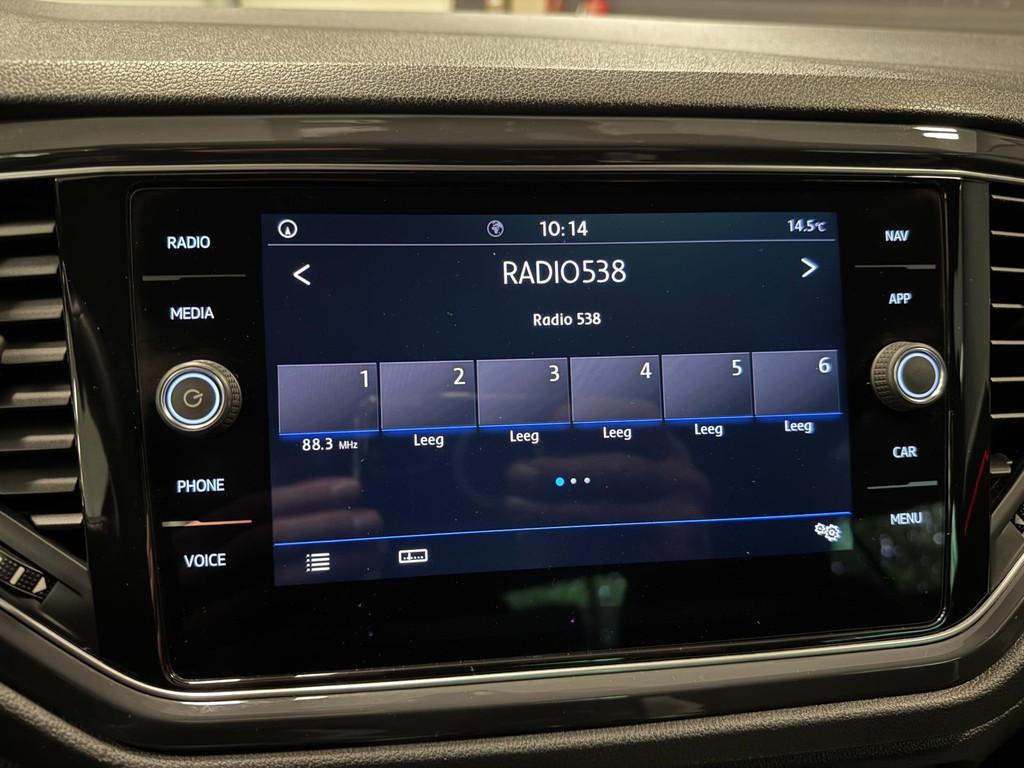 RADIO
MEDIA
PHONE
VOICE
10:14
14.5°C
RADIO538
Radio 538
1
2
3
4
5
6
88.3 MHz
Leeg
Leeg
Leeg
Leeg
Leeg
NAV
APP
CAR
MENU